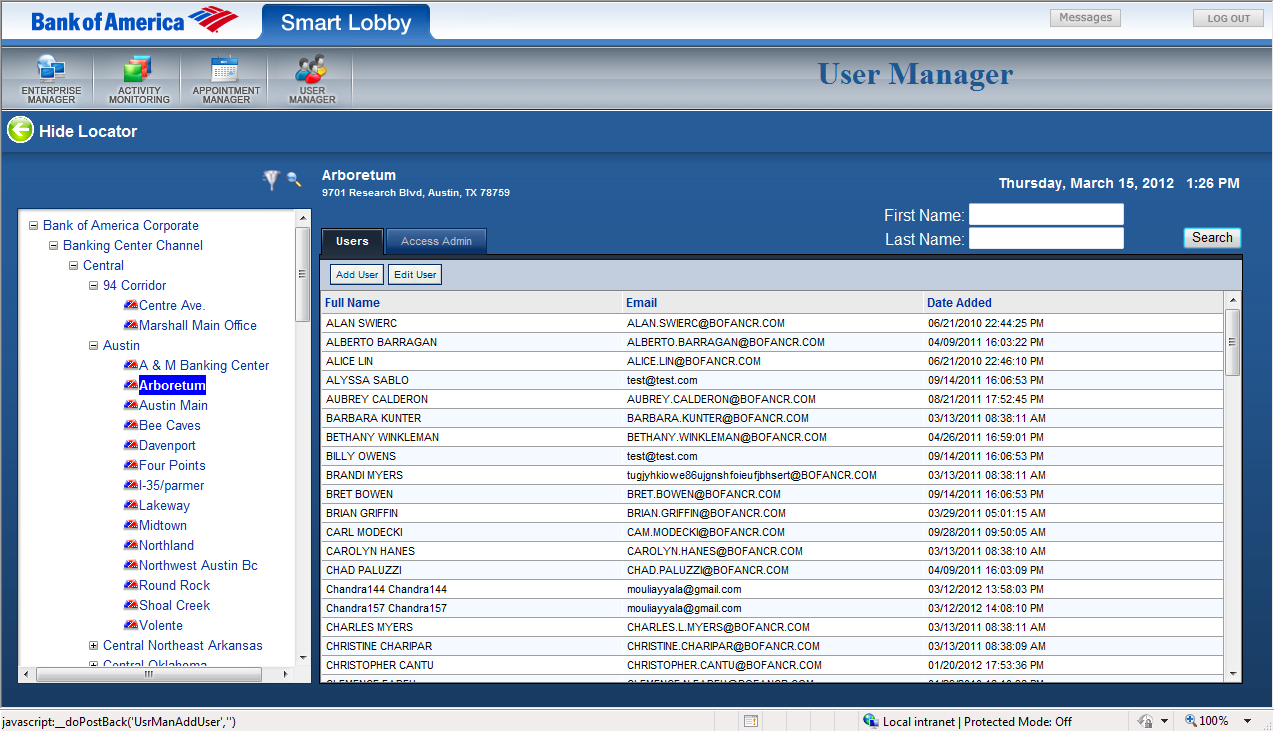 Bank of America
Smart Lobby
Messages
LOG OUT
ENTERPRISE MANAGER
ACTIVITY MONITORING
APPOINTMENT MANAGER
USER MANAGER
User Manager
Hide Locator
Arboretum
9701 Research Blvd, Austin, TX 78759
Thursday, March 15, 2012 1:26 PM
First Name:
Last Name:
Search
Bank of America Corporate
Banking Center Channel
Central
94 Corridor
Centre Ave.
Marshall Main Office
Austin
A & M Banking Center
Arboretum
Austin Main
Bee Caves
Davenport
Four Points
I-35/parmer
Lakeway
Midtown
Northland
Northwest Austin Bc
Round Rock
Shoal Creek
Volente
Central Northeast Arkansas
Central Oklahoma
Users
Access Admin
Add User
Edit User
Full Name Email Date Added
ALAN SWIERC ALAN.SWIERC@BOFANCR.COM 06/21/2010 22:44:25 PM
ALBERTO BARRAGAN ALBERTO.BARRAGAN@BOFANCR.COM 04/09/2011 16:03:22 PM
ALICE LIN ALICE.LIN@BOFANCR.COM 06/21/2010 22:46:10 PM
ALYSSA SABLO test@test.com 09/14/2011 16:06:53 PM
AUBREY CALDERON AUBREY.CALDERON@BOFANCR.COM 08/21/2011 17:52:45 PM
BARBARA KUNTER BARBARA.KUNTER@BOFANCR.COM 03/13/2011 08:38:11 AM
BETHANY WINKLEMAN BETHANY.WINKLEMAN@BOFANCR.COM 04/26/2011 16:59:01 PM
BILLY OWENS test@test.com 09/14/2011 16:06:53 PM
BRANDI MYERS tugjyhkiowe86ujgnshfoieufjbhsert@BOFANCR.COM 03/13/2011 08:38:11 AM
BRET BOWEN BRET.BOWEN@BOFANCR.COM 09/14/2011 16:06:53 PM
BRIAN GRIFFIN BRIAN.GRIFFIN@BOFANCR.COM 03/29/2011 05:01:15 AM
CARL MODECKI CAM.MODECKI@BOFANCR.COM 09/28/2011 09:50:05 AM
CAROLYN HANES CAROLYN.HANES@BOFANCR.COM 03/13/2011 08:38:10 AM
CHAD PALUZZI CHAD.PALUZZI@BOFANCR.COM 04/09/2011 16:03:09 PM
Chandra144 Chandra144 mouliayyala@gmail.com 03/12/2012 13:58:03 PM
Chandra157 Chandra157 mouliayyala@gmail.com 03/12/2012 14:08:10 PM
CHARLES MYERS CHARLES.L.MYERS@BOFANCR.COM 03/13/2011 08:38:11 AM
CHRISTINE CHARIPAR CHRISTINE.CHARIPAR@BOFANCR.COM 03/13/2011 08:38:09 AM
CHRISTOPHER CANTU CHRISTOPHER.CANTU@BOFANCR.COM 01/20/2012 17:53:36 PM
javascript:__doPostBack('UsrManAddUser','')
Local intranet | Protected Mode: Off
100%